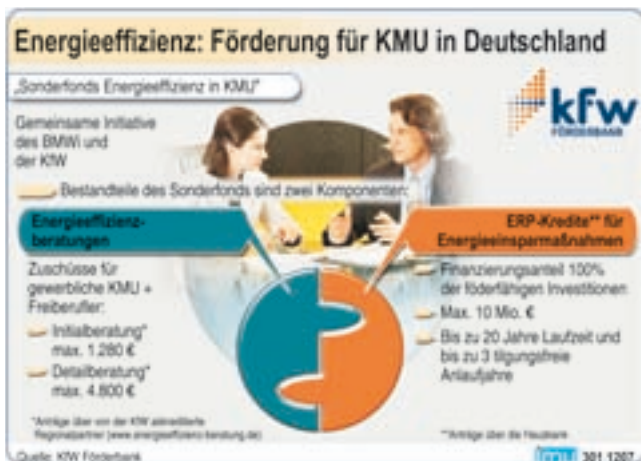 Energieeffizienz: Förderung für KMU in Deutschland
„Sonderfonds Energieeffizienz in KMU"
kfw
FÖRDERBANK
Gemeinsame Initiative
des BMWi und
der KfW
Bestandteile des Sonderfonds sind zwei Komponenten:
Energieeffizienz-
beratungen
ERP-Kredite** für
Energieeinsparmaßnahmen
Zuschüsse für
gewerbliche KMU +
Freiberufler:
Initialberatung*
max. 1.280 €
Detailberatung*
max. 4.800 €
Finanzierungsanteil 100%
der föderfähigen Investitionen
Max. 10 Mio. €
Bis zu 20 Jahre Laufzeit und
bis zu 3 tilgungsfreie
Anlaufjahre
*Anträge über von der KfW akkreditierte
Regionalpartner (www.energieeffizienz-beratung.de)
**Anträge über die Hausbank
Quelle: KfW Förderbank
imu 301 1207